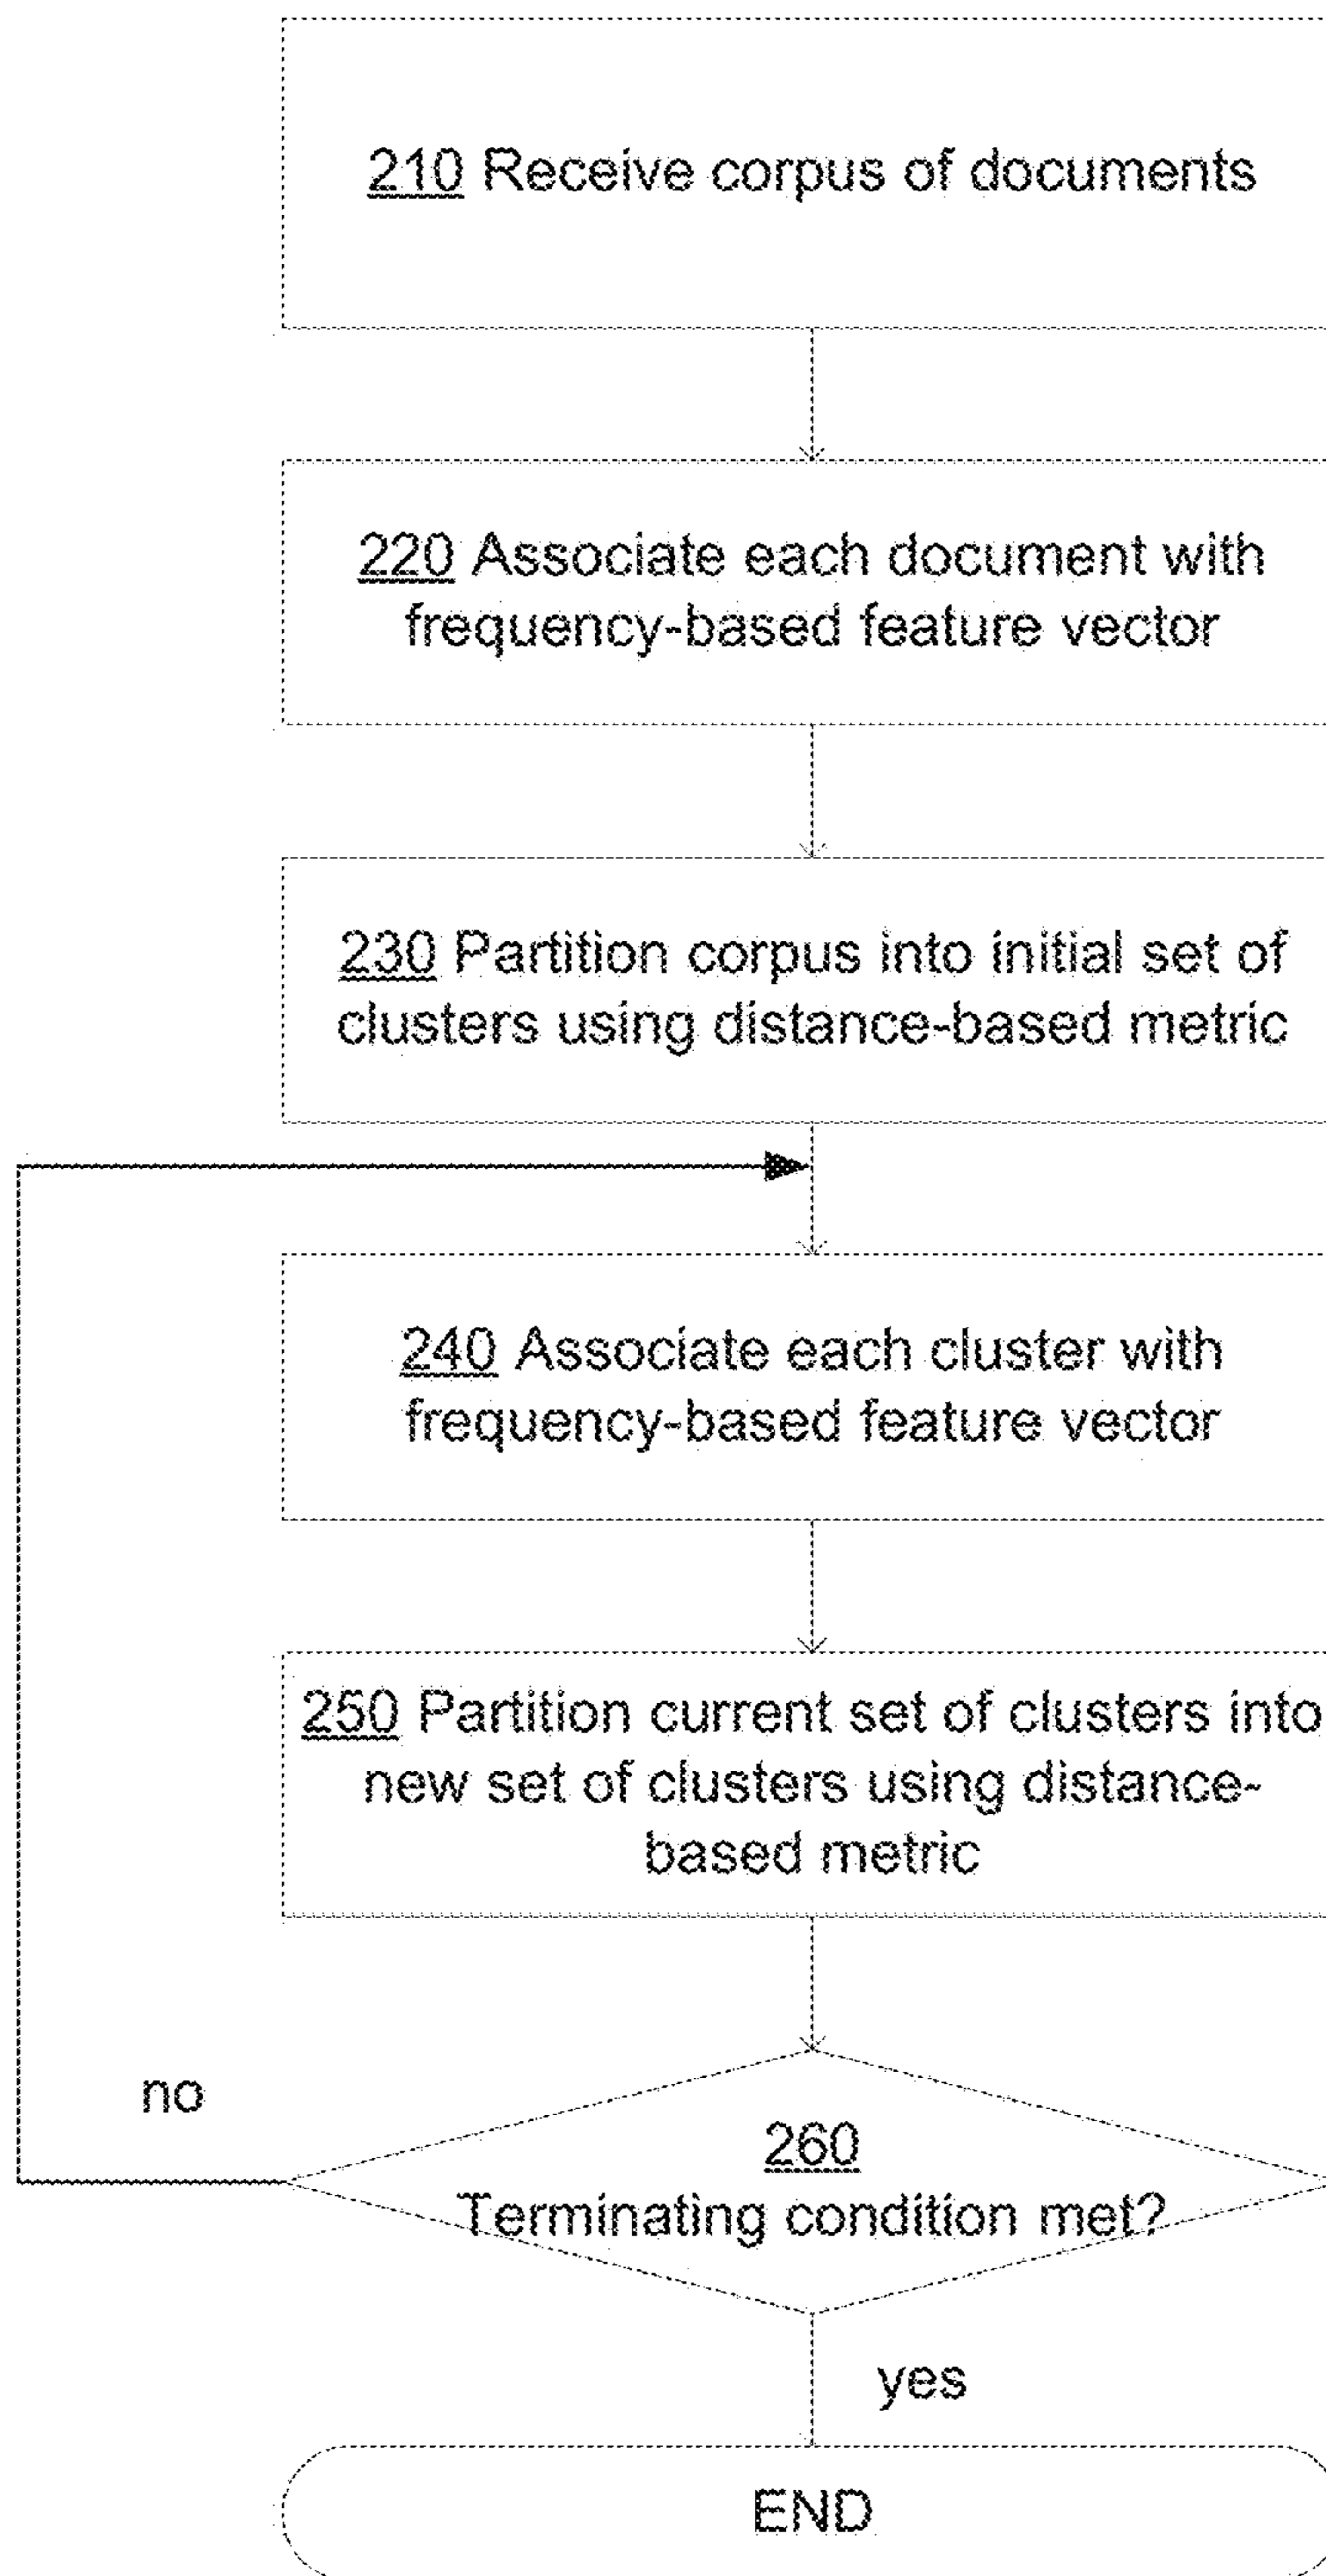 210 Receive corpus of documents
220 Associate each document with
frequency-based feature vector
230 Partition corpus into initial set of
clusters using distance-based metric
240 Associate each cluster with
frequency-based feature vector
250 Partition current set of clusters into
new set of clusters using distance-
based metric
no
260
Terminating condition met?
yes
END